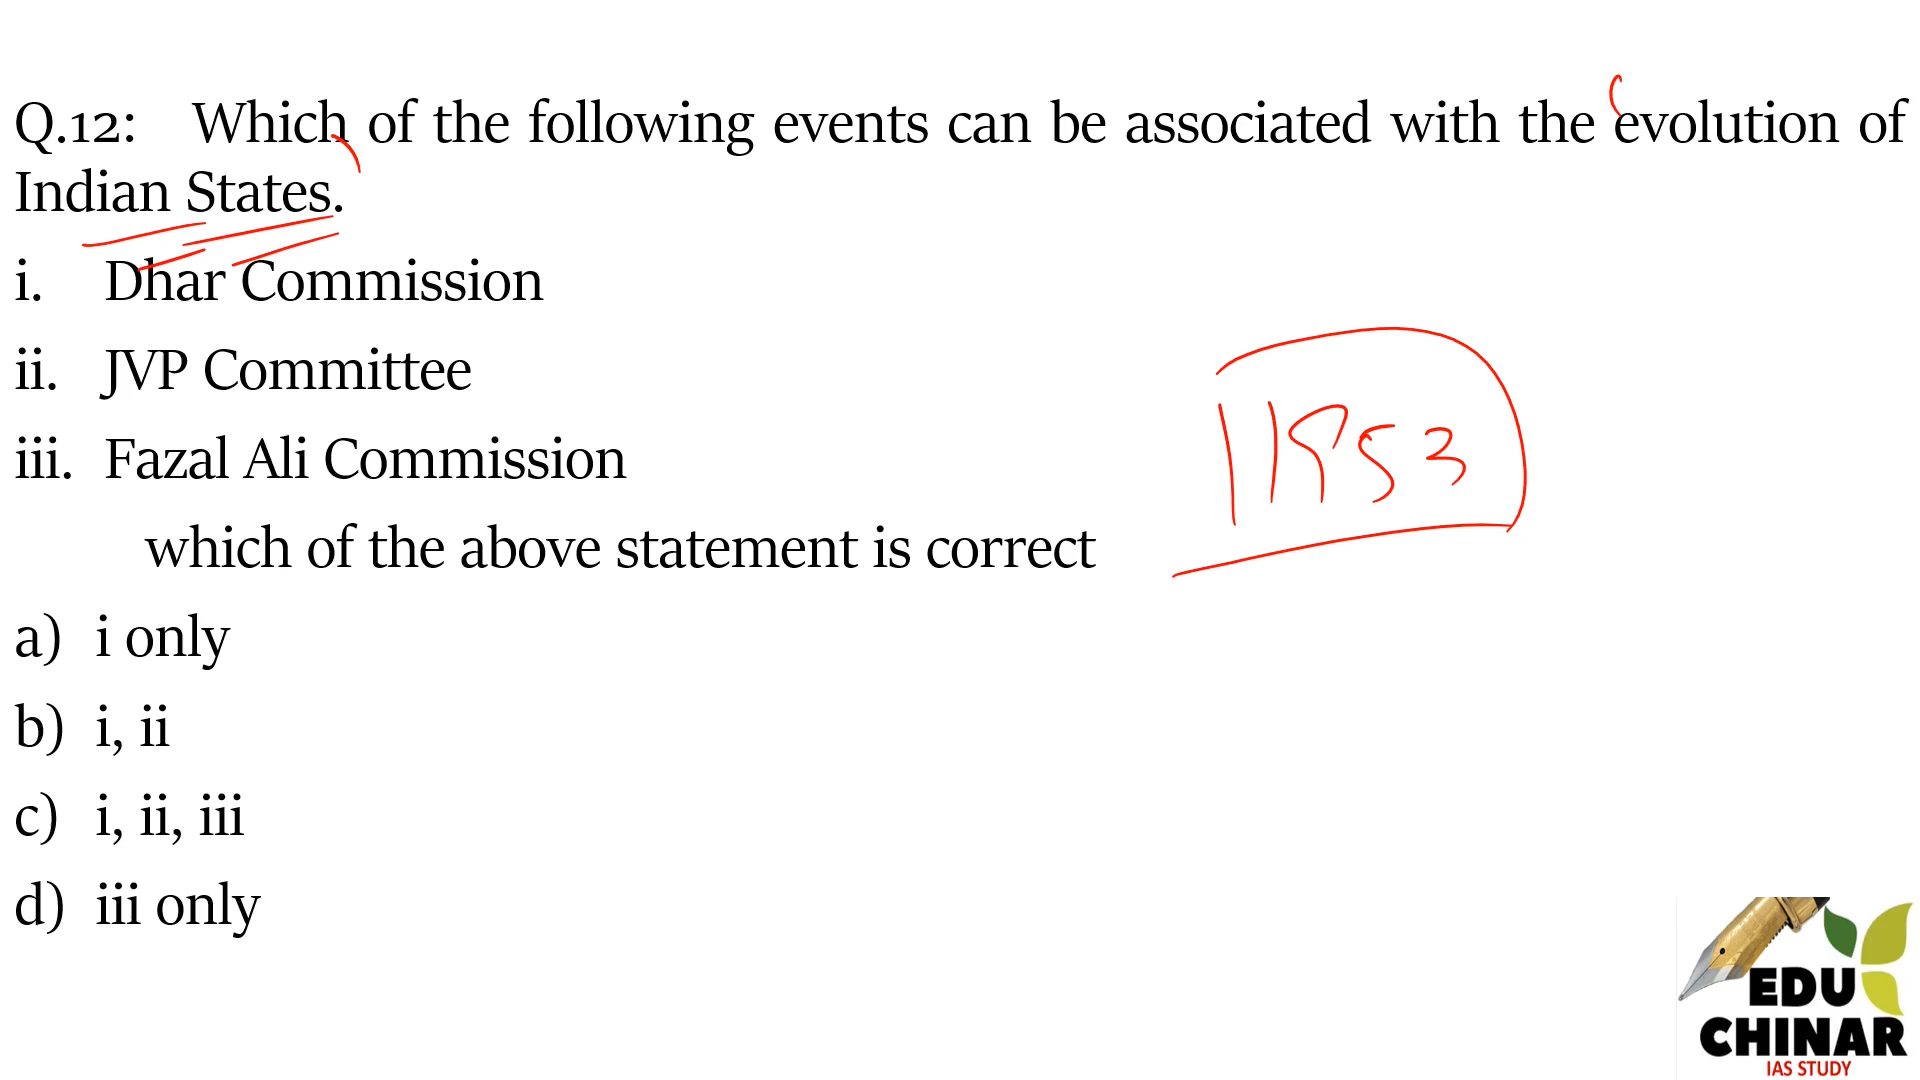 Q.12: Which of the following events can be associated with the evolution of
Indian States.
i. Dhar Commission
ii. JVP Committee
iii. Fazal Ali Commission
1953
which of the above statement is correct
a) i only
b) i, ii
c) i, ii, iii
d) iii only
EDU
CHINAR
IAS STUDY